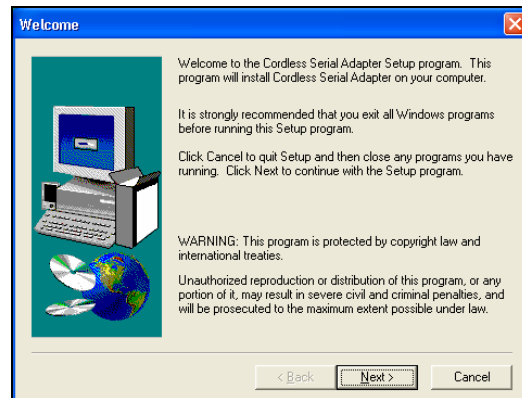 Welcome
Welcome to the Cordless Serial Adapter Setup program. This
program will install Cordless Serial Adapter on your computer.
It is strongly recommended that you exit all Windows programs
before running this Setup program.
Click Cancel to quit Setup and then close any programs you have
running. Click Next to continue with the Setup program.
WARNING: This program is protected by copyright law and
international treaties.
Unauthorized reproduction or distribution of this program, or any
portion of it, may result in severe civil and criminal penalties, and
will be prosecuted to the maximum extent possible under law.
< Back Next > Cancel